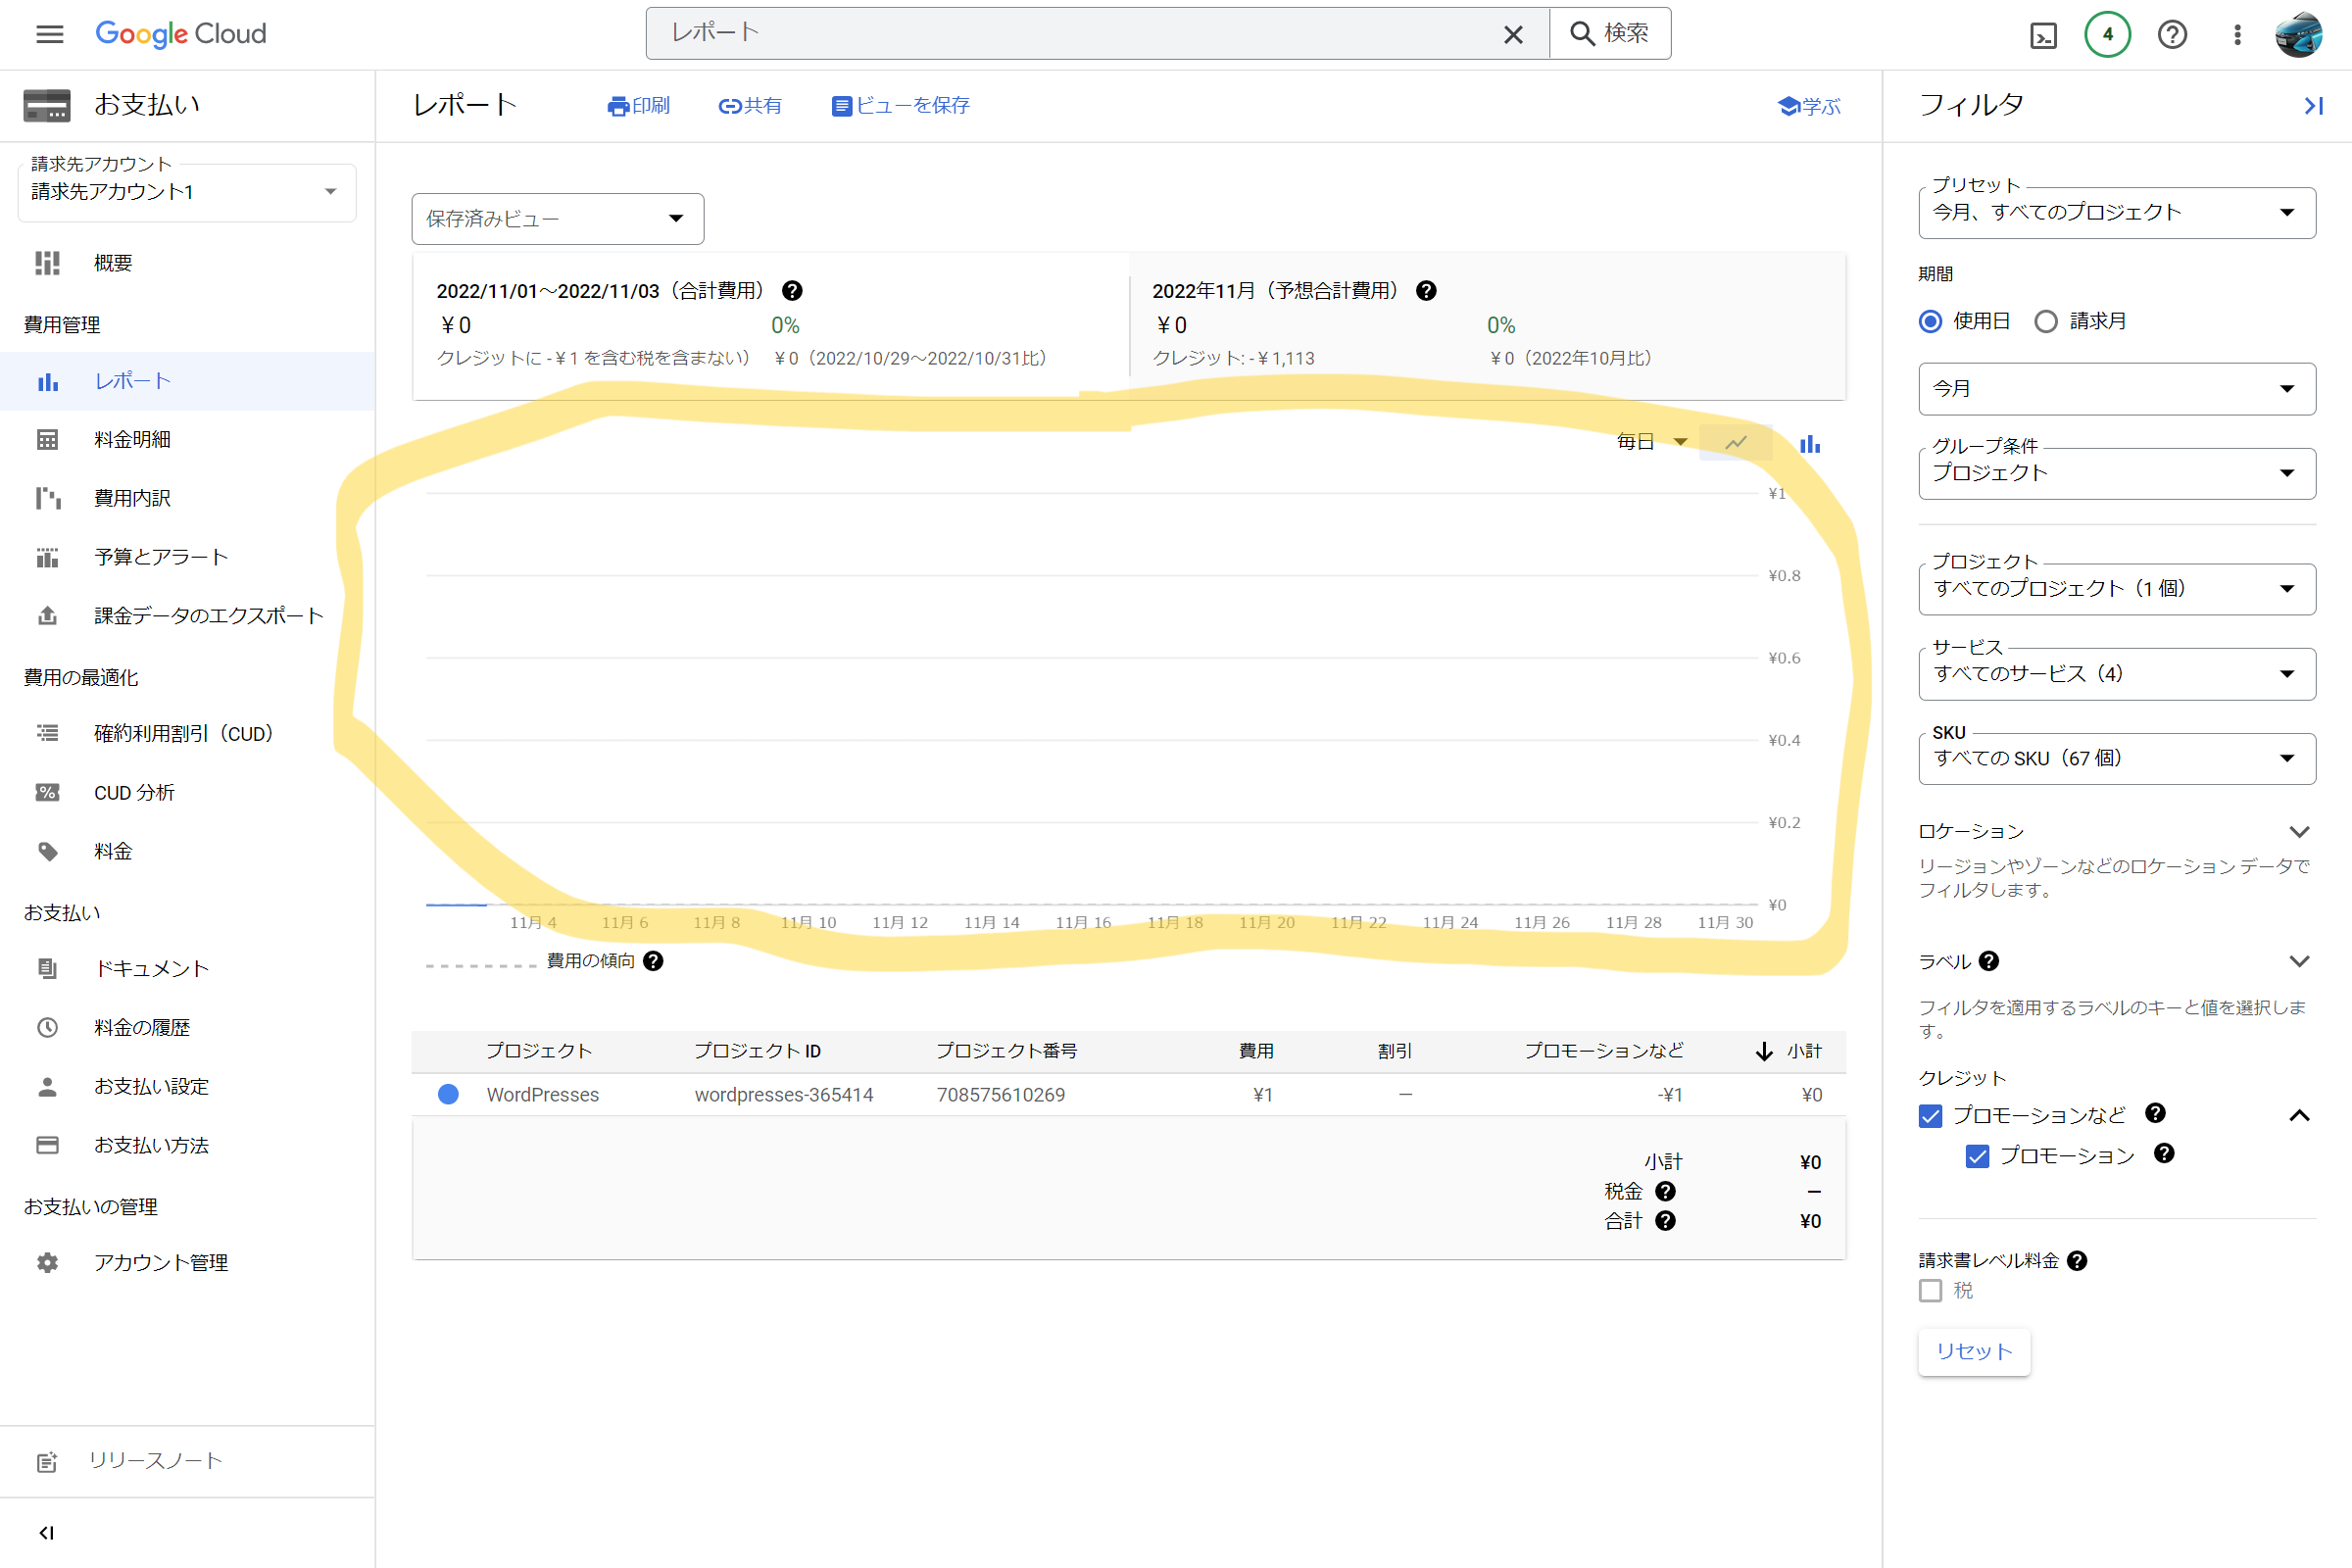 Google Cloud
レポート
検索
4
お支払い
請求先アカウント
請求先アカウント1
概要
費用管理
レポート
料金明細
費用内訳
予算とアラート
課金データのエクスポート
費用の最適化
確約利用割引（CUD）
CUD 分析
料金
お支払い
ドキュメント
料金の履歴
お支払い設定
お支払い方法
お支払いの管理
アカウント管理
リリースノート
レポート
印刷
共有
ビューを保存
学ぶ
保存済みビュー
2022/11/01～2022/11/03（合計費用）
￥0 0%
クレジットに -￥1 を含む税を含まない） ￥0（2022/10/29～2022/10/31比）
2022年11月（予想合計費用）
￥0 0%
クレジット: -￥1,113 ￥0（2022年10月比）
毎日
¥1
¥0.8
¥0.6
¥0.4
¥0.2
¥0
11月 4 11月 6 11月 8 11月 10 11月 12 11月 14 11月 16 11月 18 11月 20 11月 22 11月 24 11月 26 11月 28 11月 30
費用の傾向
プロジェクト プロジェクト ID プロジェクト番号 費用 割引 プロモーションなど 小計
WordPresses wordpresses-365414 708575610269 ¥1 — -¥1 ¥0
小計 ¥0
税金 —
合計 ¥0
フィルタ
プリセット
今月、すべてのプロジェクト
期間
使用日 請求月
今月
グループ条件
プロジェクト
プロジェクト
すべてのプロジェクト（1 個）
サービス
すべてのサービス（4）
SKU
すべての SKU（67 個）
ロケーション
リージョンやゾーンなどのロケーション データで
フィルタします。
ラベル
フィルタを適用するラベルのキーと値を選択しま
す。
クレジット
プロモーションなど
プロモーション
請求書レベル料金
税
リセット